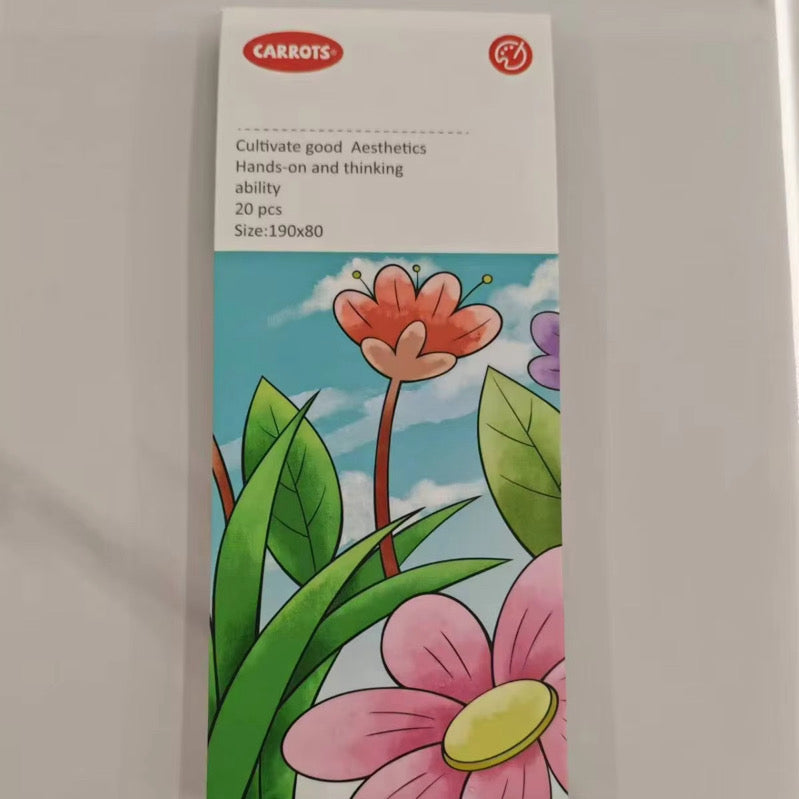 CARROTS
Cultivate good  Aesthetics
Hands-on and thinking
ability
20 pcs
Size:190x80